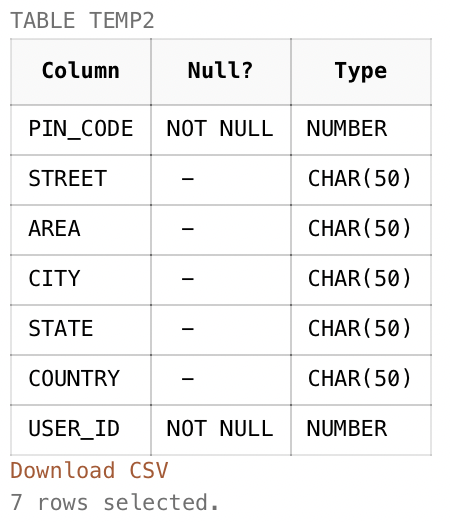 TABLE TEMP2
Column Null? Type
PIN_CODE NOT NULL NUMBER
STREET – CHAR(50)
AREA – CHAR(50)
CITY – CHAR(50)
STATE – CHAR(50)
COUNTRY – CHAR(50)
USER_ID NOT NULL NUMBER
Download CSV
7 rows selected.